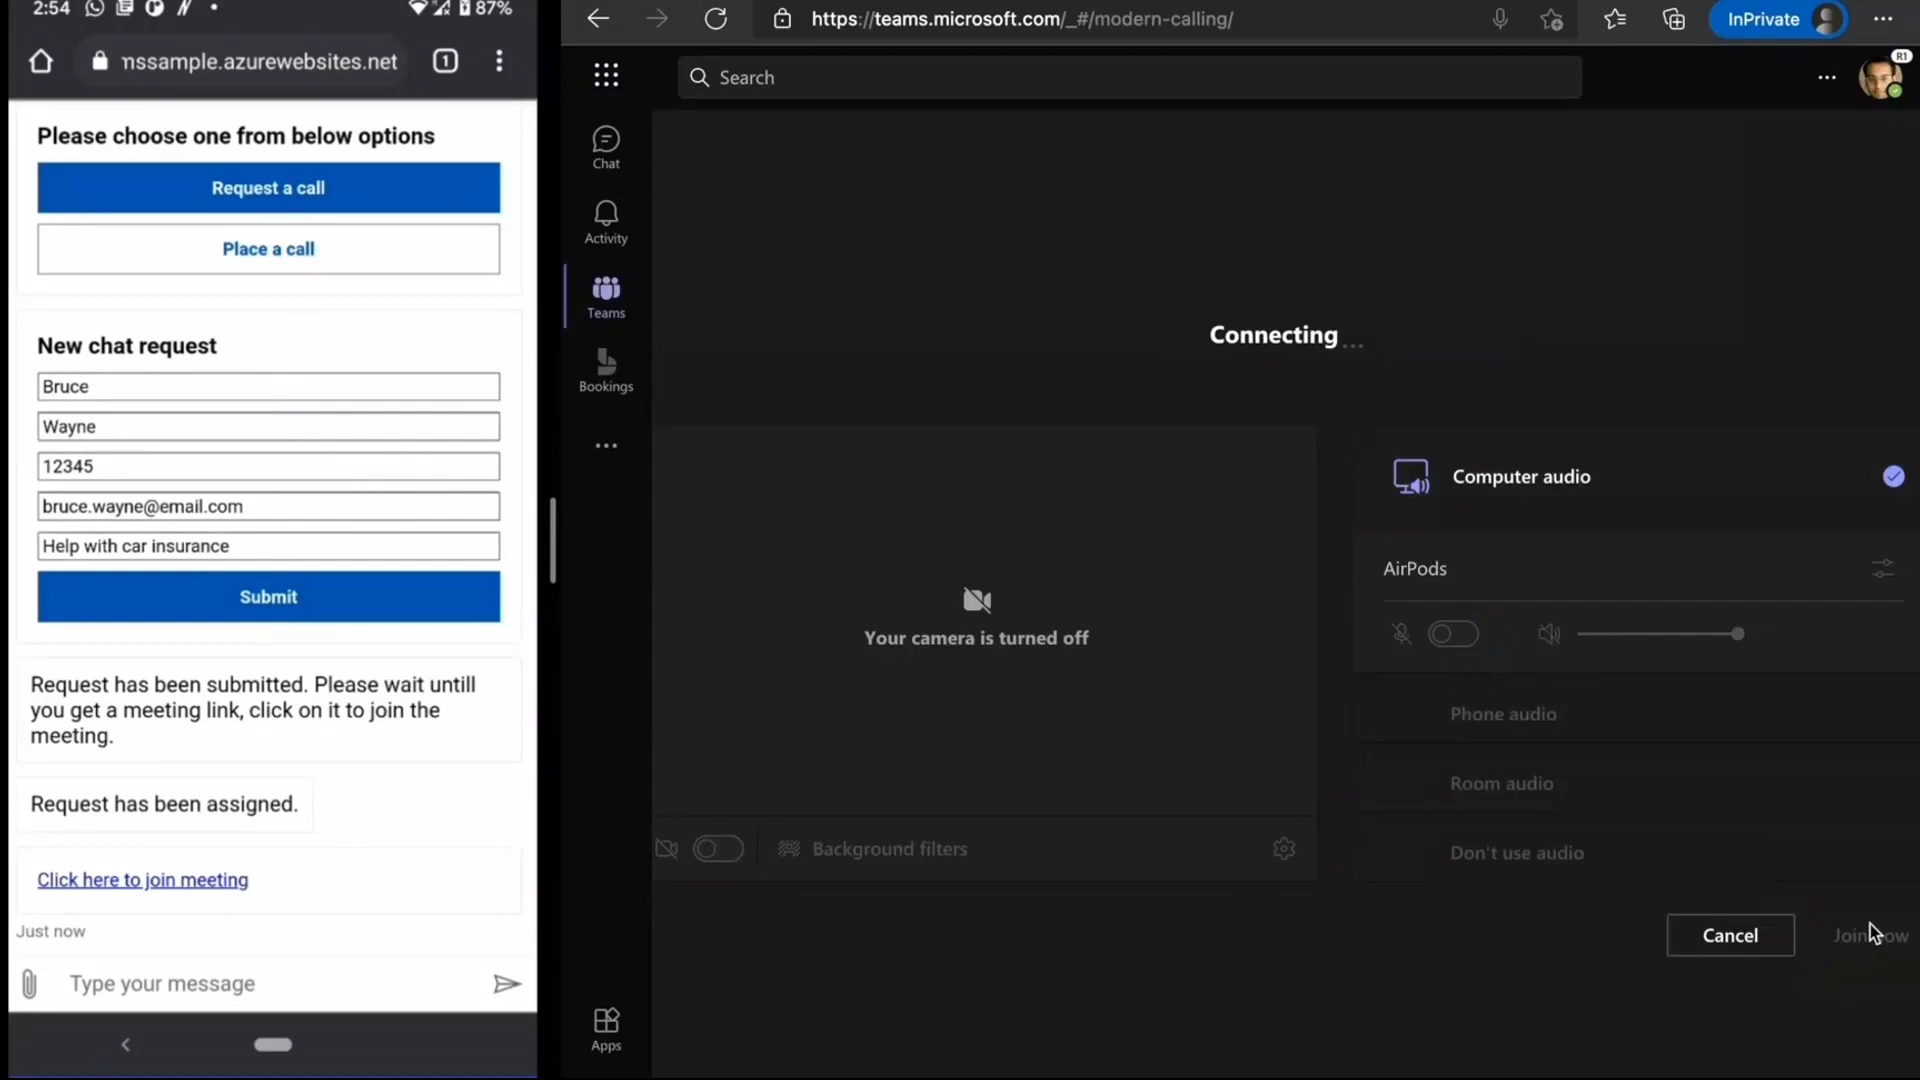 2:54
87%
nssample.azurewebsites.net
1
Please choose one from below options
Request a call
Place a call
New chat request
Bruce
Wayne
12345
bruce.wayne@email.com
Help with car insurance
Submit
Request has been submitted. Please wait untill
you get a meeting link, click on it to join the
meeting.
Request has been assigned.
Click here to join meeting
Just now
Type your message
https://teams.microsoft.com/_#/modern-calling/
InPrivate
Search
R1
Chat
Activity
Teams
Bookings
Apps
Connecting...
Your camera is turned off
Background filters
Computer audio
AirPods
Phone audio
Room audio
Don't use audio
Cancel
Join now